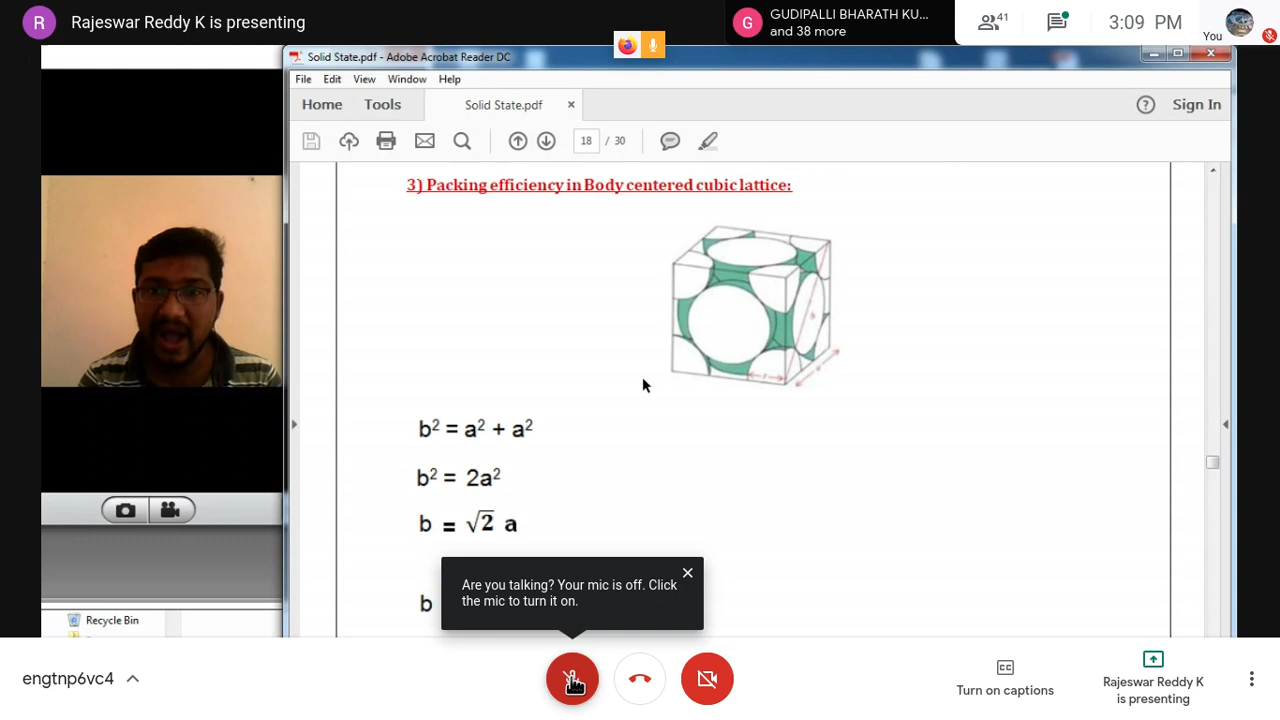 R Rajeswar Reddy K is presenting
G GUDIPALLI BHARATH KU...
and 38 more
41
3:09 PM
You
Solid State.pdf - Adobe Acrobat Reader DC
File Edit View Window Help
Home Tools Solid State.pdf × ? Sign In
18 / 30
3) Packing efficiency in Body centered cubic lattice:
b² = a² + a²
b² = 2a²
b = √2 a
b
Are you talking? Your mic is off. Click
the mic to turn it on.
Recycle Bin
engtnp6vc4
CC
Turn on captions
Rajeswar Reddy K
is presenting